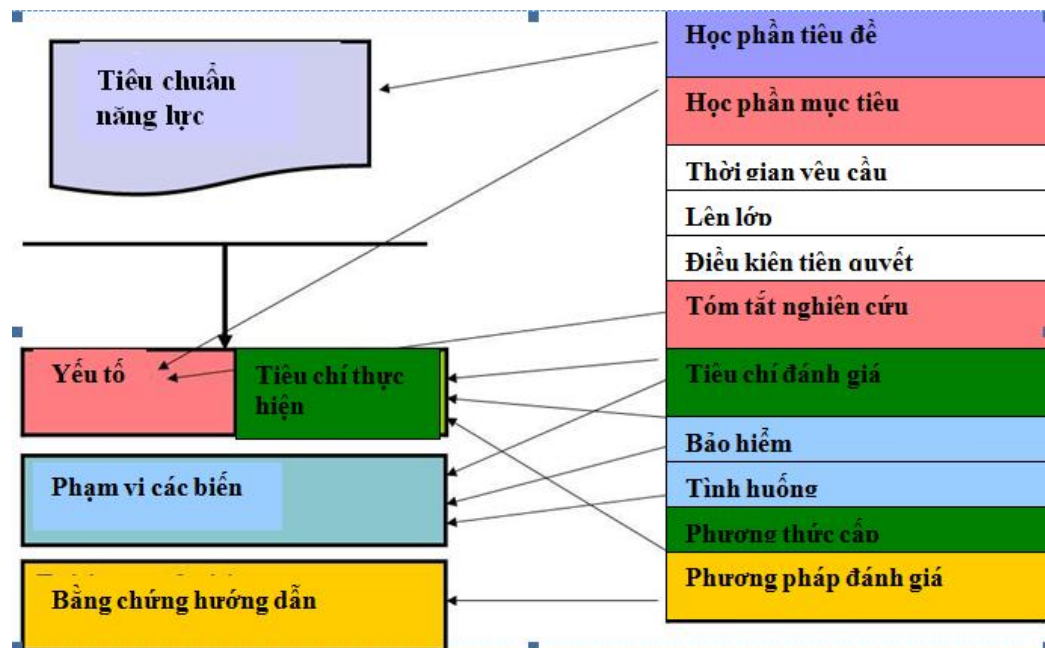 Tiêu chuẩn
năng lực
Yếu tố
Tiêu chí thực
hiện
Phạm vi các biến
Bằng chứng hướng dẫn
Học phần tiêu đề
Học phần mục tiêu
Thời gian yêu cầu
Lên lớp
Điều kiện tiên quyết
Tóm tắt nghiên cứu
Tiêu chí đánh giá
Bảo hiểm
Tình huống
Phương thức cấp
Phương pháp đánh giá